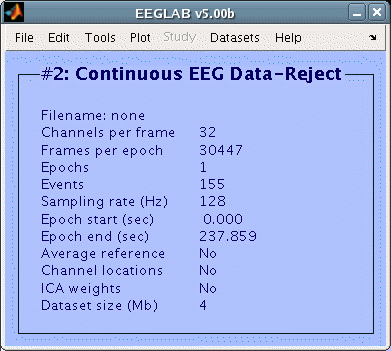 EEGLAB v5.00b
File Edit Tools Plot Study Datasets Help
#2: Continuous EEG Data-Reject
Filename: none
Channels per frame 32
Frames per epoch 30447
Epochs 1
Events 155
Sampling rate (Hz) 128
Epoch start (sec) 0.000
Epoch end (sec) 237.859
Average reference No
Channel locations No
ICA weights No
Dataset size (Mb) 4